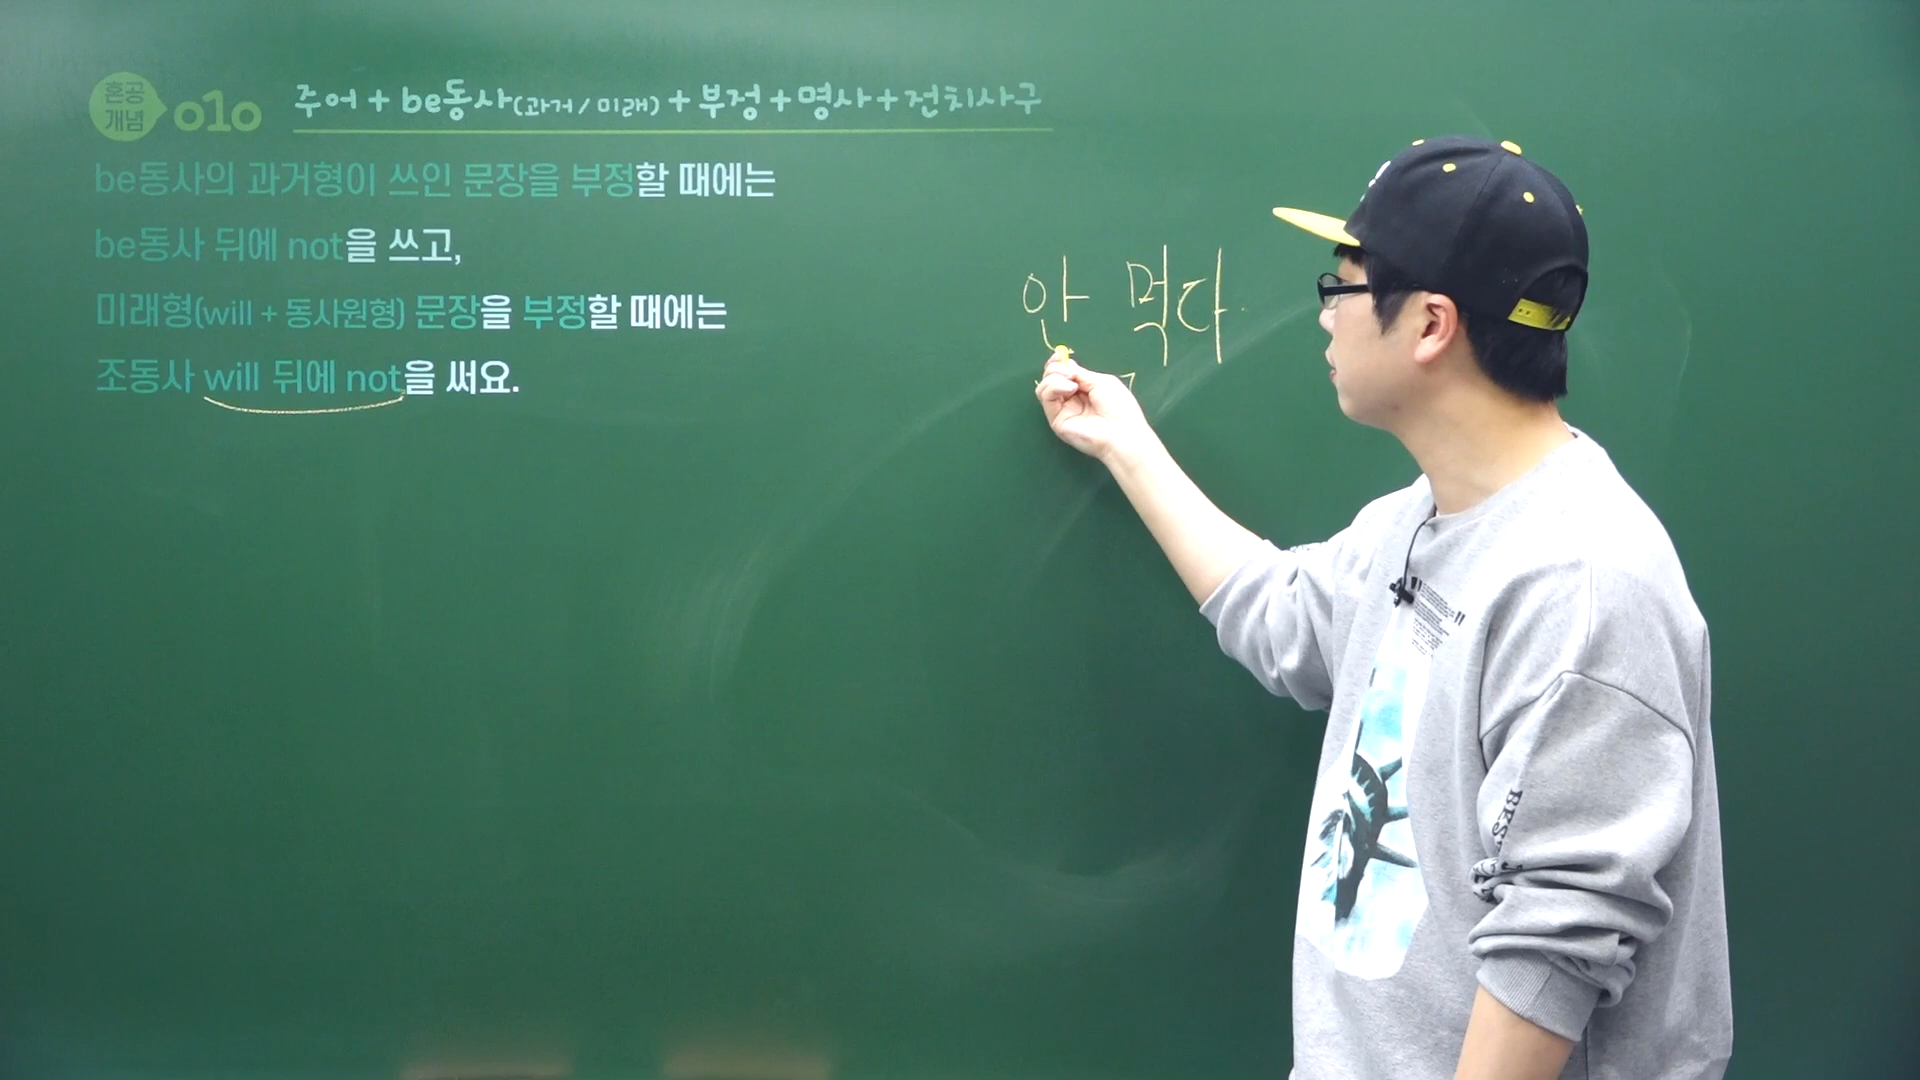 혼공
개념
010
주어 + be동사(과거/미래) + 부정 + 명사 + 전치사구
be동사의 과거형이 쓰인 문장을 부정할 때에는
be동사 뒤에 not을 쓰고,
미래형(will + 동사원형) 문장을 부정할 때에는
조동사 will 뒤에 not을 써요.
안 먹다.